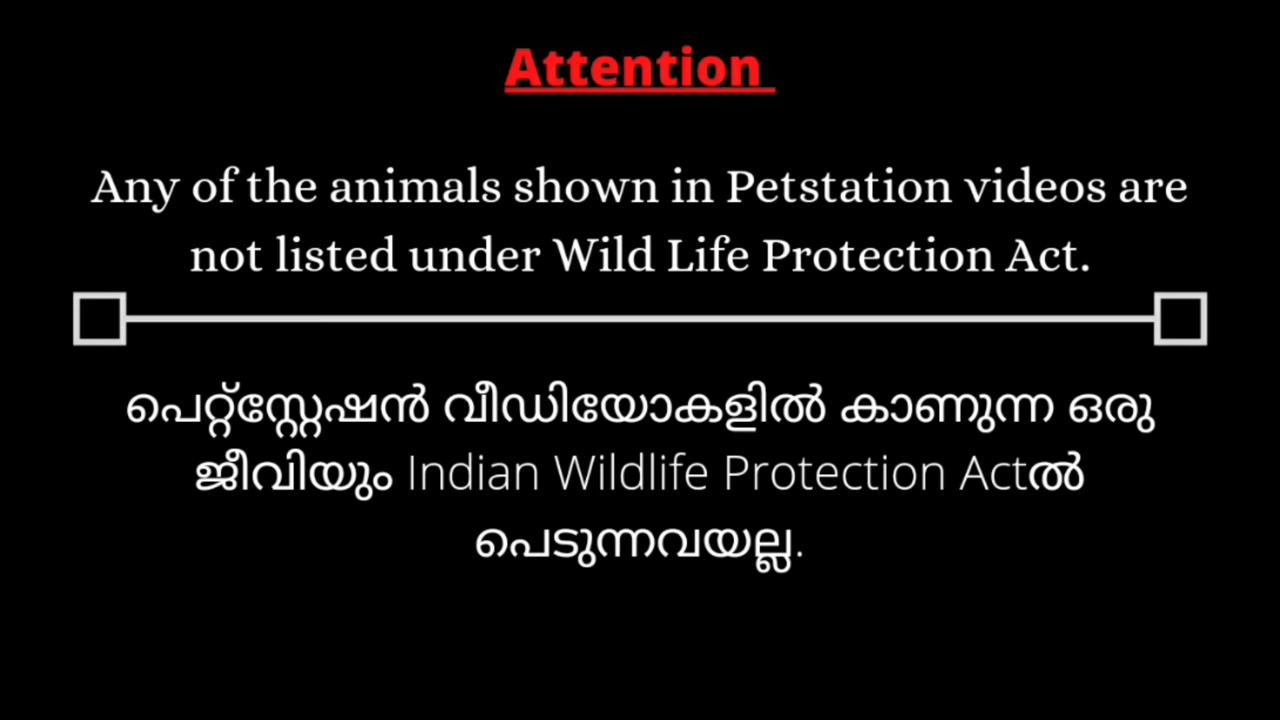 Attention
Any of the animals shown in Petstation videos are
not listed under Wild Life Protection Act.
പെറ്റ്സ്റ്റേഷൻ വീഡിയോകളിൽ കാണുന്ന ഒരു
ജീവിയും Indian Wildlife Protection Actൽ
പെടുന്നവയല്ല.